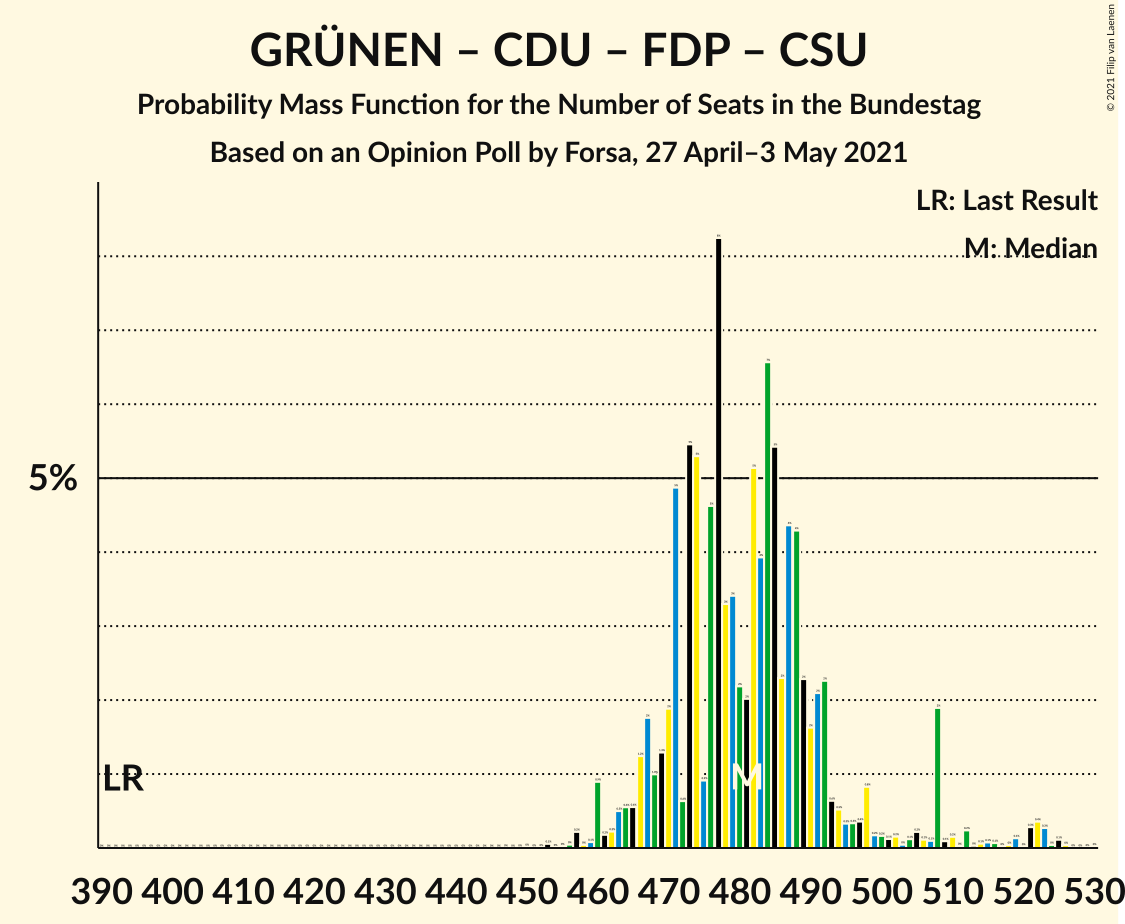 GRÜNEN – CDU – FDP – CSU
Probability Mass Function for the Number of Seats in the Bundestag
Based on an Opinion Poll by Forsa, 27 April–3 May 2021
© 2021 Filip van Laenen
LR: Last Result
M: Median
5%
LR
M
390 400 410 420 430 440 450 460 470 480 490 500 510 520 530